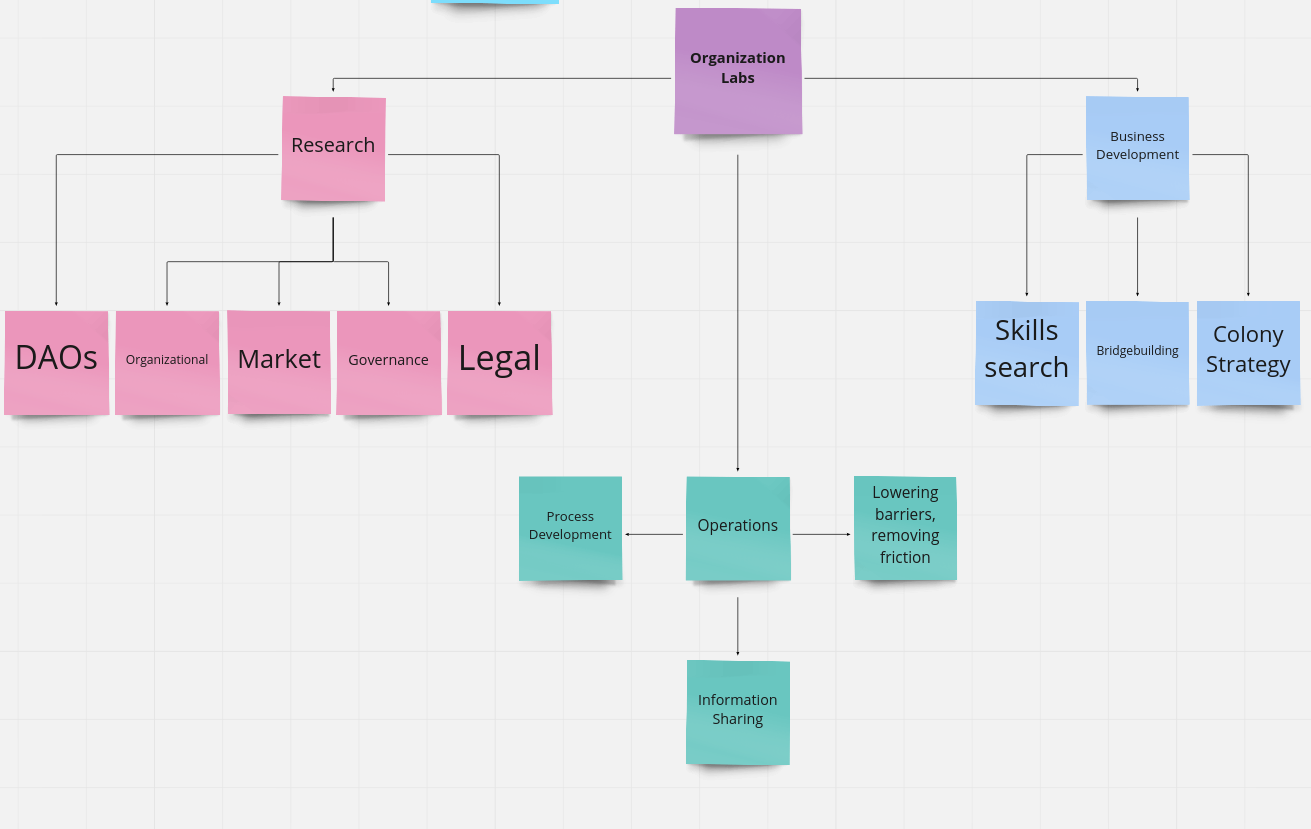 Organization
Labs
Research
Business
Development
DAOs
Organizational
Market
Governance
Legal
Skills
search
Bridgebuilding
Colony
Strategy
Process
Development
Operations
Lowering
barriers,
removing
friction
Information
Sharing